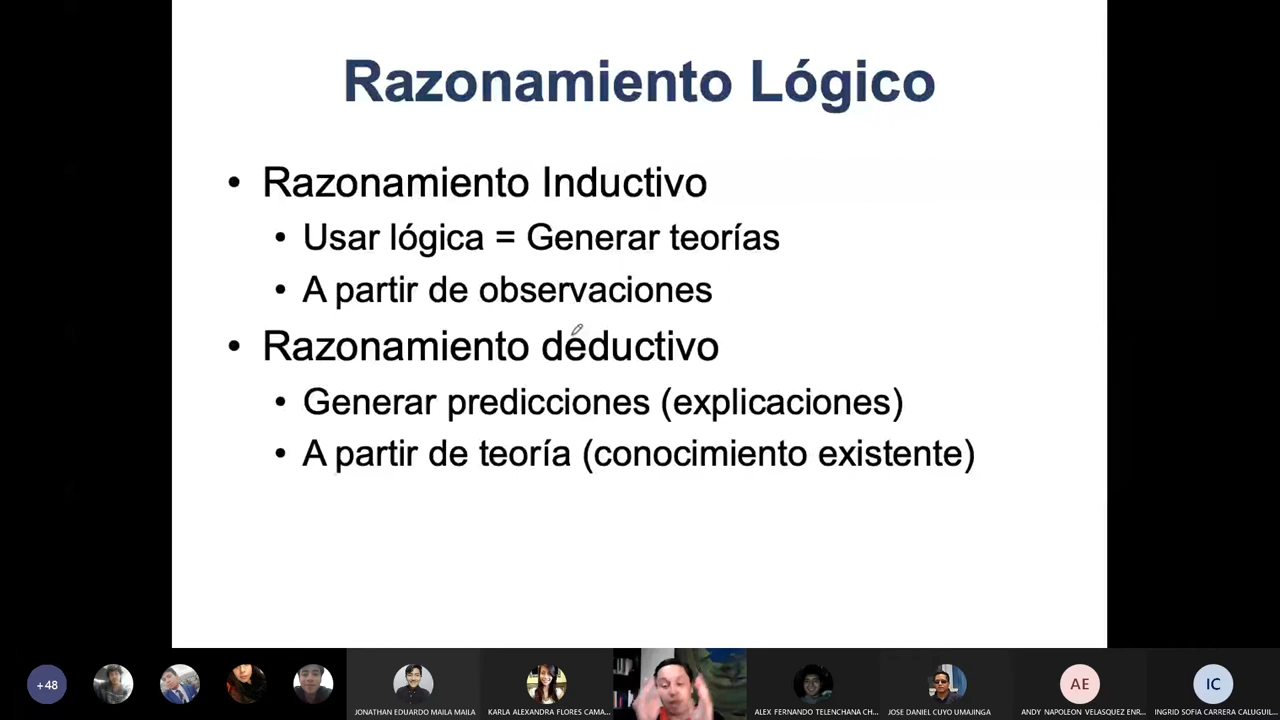 Razonamiento Lógico
• Razonamiento Inductivo
• Usar lógica = Generar teorías
• A partir de observaciones
• Razonamiento deductivo
• Generar predicciones (explicaciones)
• A partir de teoría (conocimiento existente)
+48
JONATHAN EDUARDO MAILA MAILA
KARLA ALEXANDRA FLORES CAMA...
ALEX FERNANDO TELENCHANA CH...
JOSE DANIEL CUYO UMAJINGA
AE
ANDY NAPOLEON VELASQUEZ ENR...
IC
INGRID SOFIA CARRERA CALUGUIL...